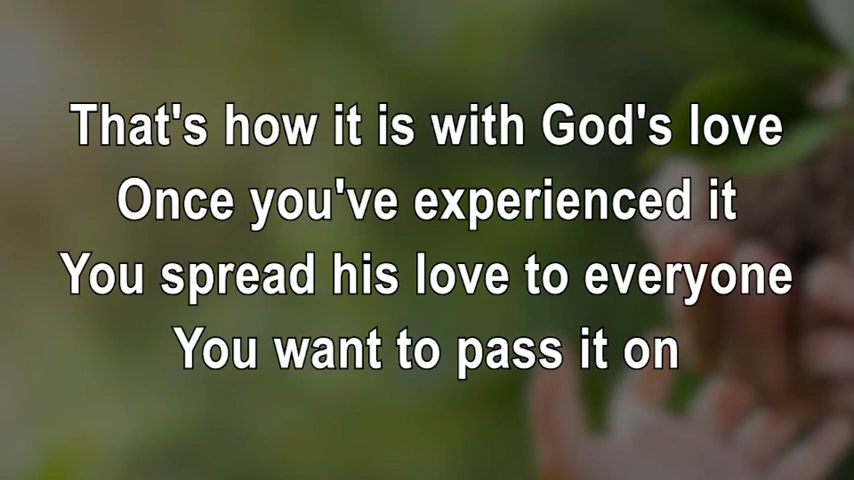 That's how it is with God's love
Once you've experienced it
You spread his love to everyone
You want to pass it on